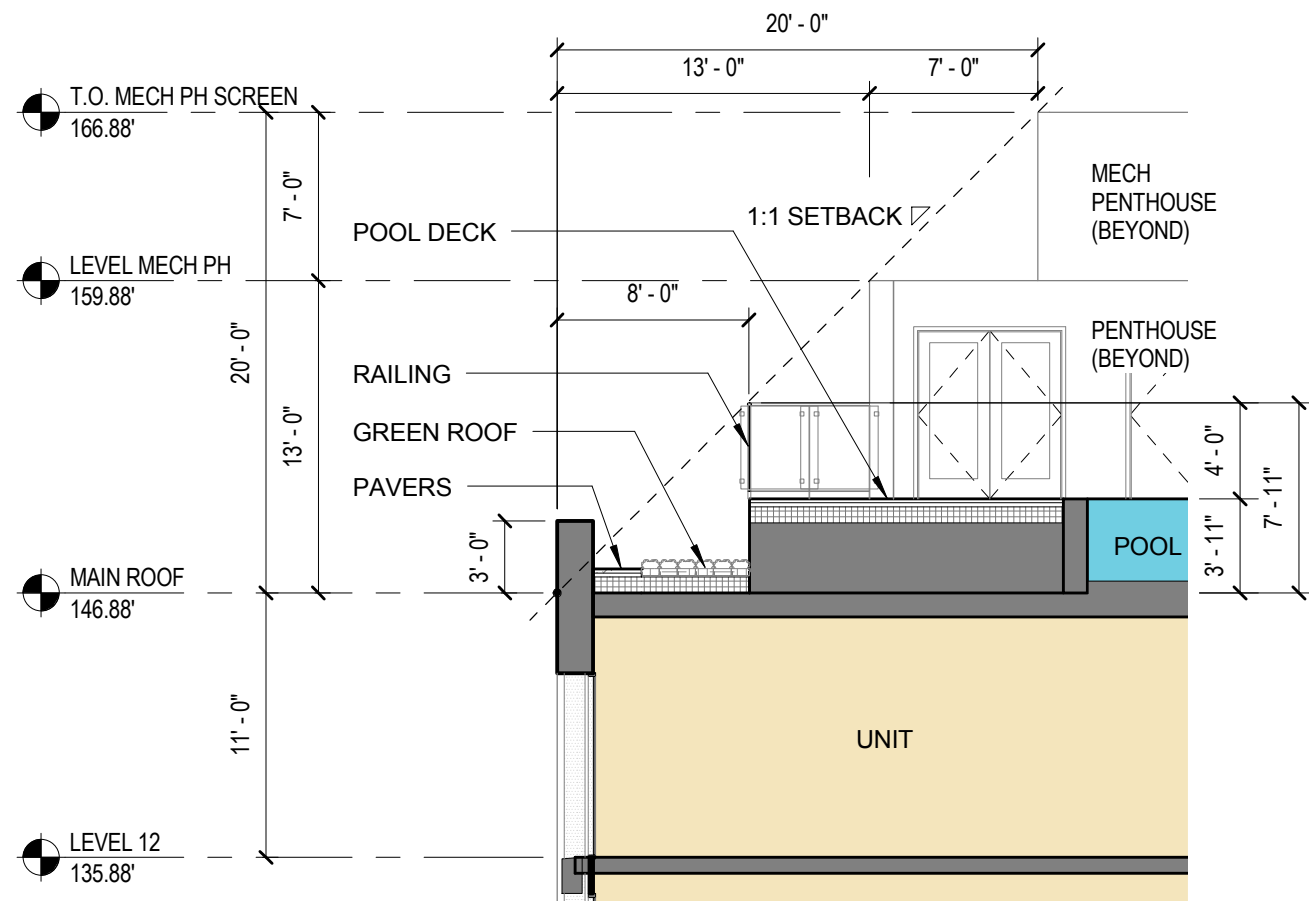 20' - 0"
13' - 0"
7' - 0"
T.O. MECH PH SCREEN
166.88'
7' - 0"
MECH
PENTHOUSE
(BEYOND)
1:1 SETBACK
POOL DECK
LEVEL MECH PH
159.88'
8' - 0"
PENTHOUSE
(BEYOND)
20' - 0"
RAILING
GREEN ROOF
13' - 0"
4' - 0"
7' - 11"
PAVERS
POOL
3' - 0"
3' - 11"
MAIN ROOF
146.88'
11' - 0"
UNIT
LEVEL 12
135.88'